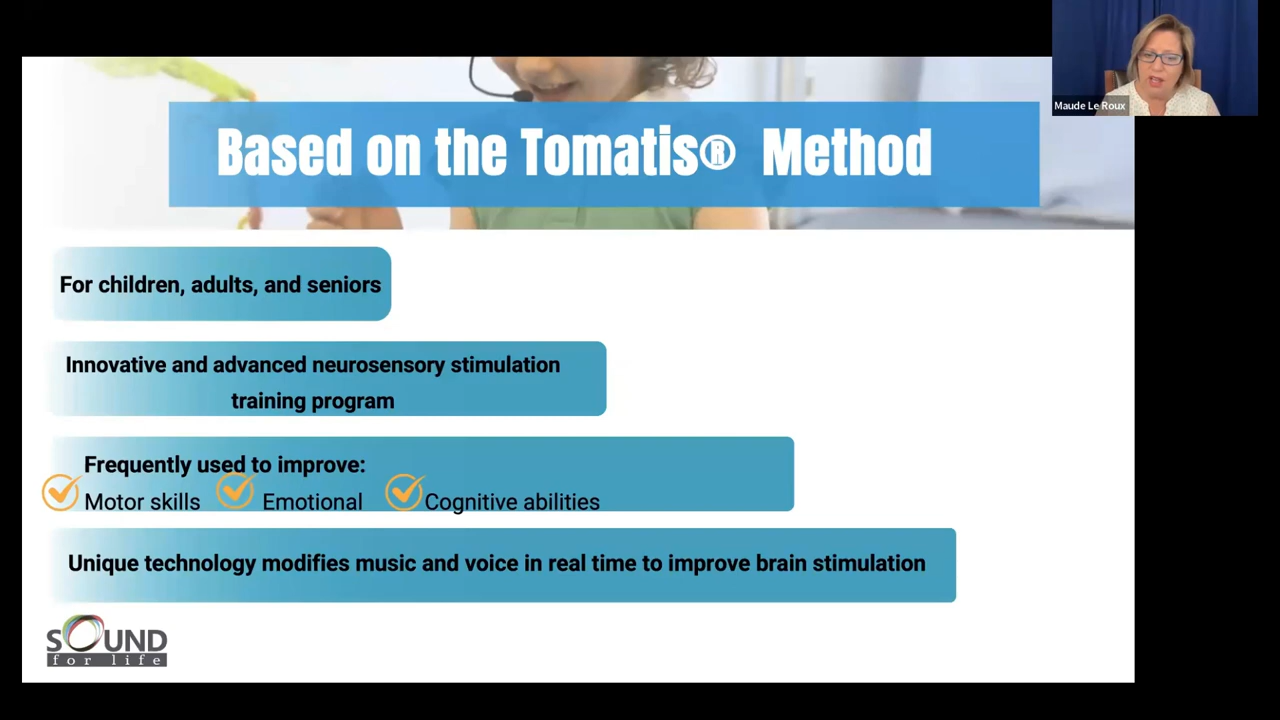 Maude Le Roux
Based on the Tomatis® Method
For children, adults, and seniors
Innovative and advanced neurosensory stimulation
training program
Frequently used to improve:
Motor skills Emotional Cognitive abilities
Unique technology modifies music and voice in real time to improve brain stimulation
SOUND
for life